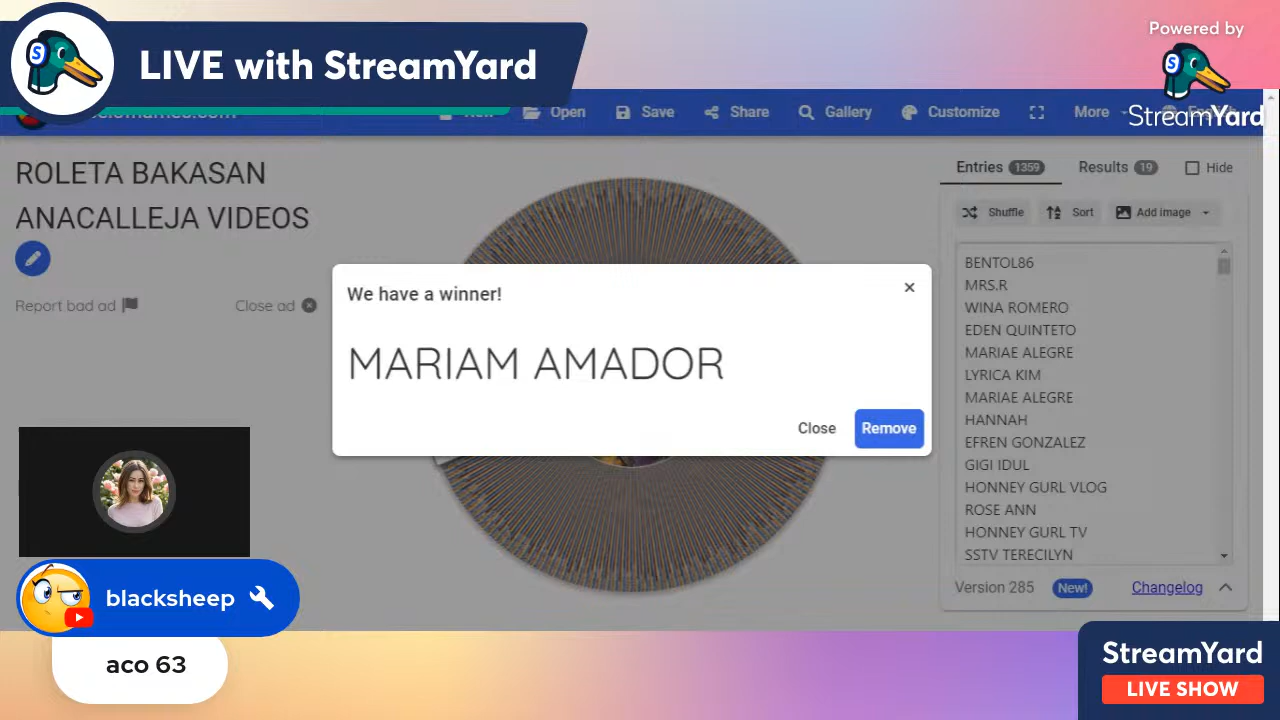 LIVE with StreamYard
Powered by
StreamYard
Open
Save
Share
Gallery
Customize
More
ROLETA BAKASAN
ANACALLEJA VIDEOS
Report bad ad
Close ad
Entries 1359
Results 19
Hide
Shuffle
Sort
Add image
BENTOL86
MRS.R
WINA ROMERO
EDEN QUINTETO
MARIAE ALEGRE
LYRICA KIM
MARIAE ALEGRE
HANNAH
EFREN GONZALEZ
GIGI IDUL
HONNEY GURL VLOG
ROSE ANN
HONNEY GURL TV
SSTV TERECILYN
Version 285
New!
Changelog
We have a winner!
MARIAM AMADOR
Close
Remove
S
blacksheep
aco 63
StreamYard
LIVE SHOW